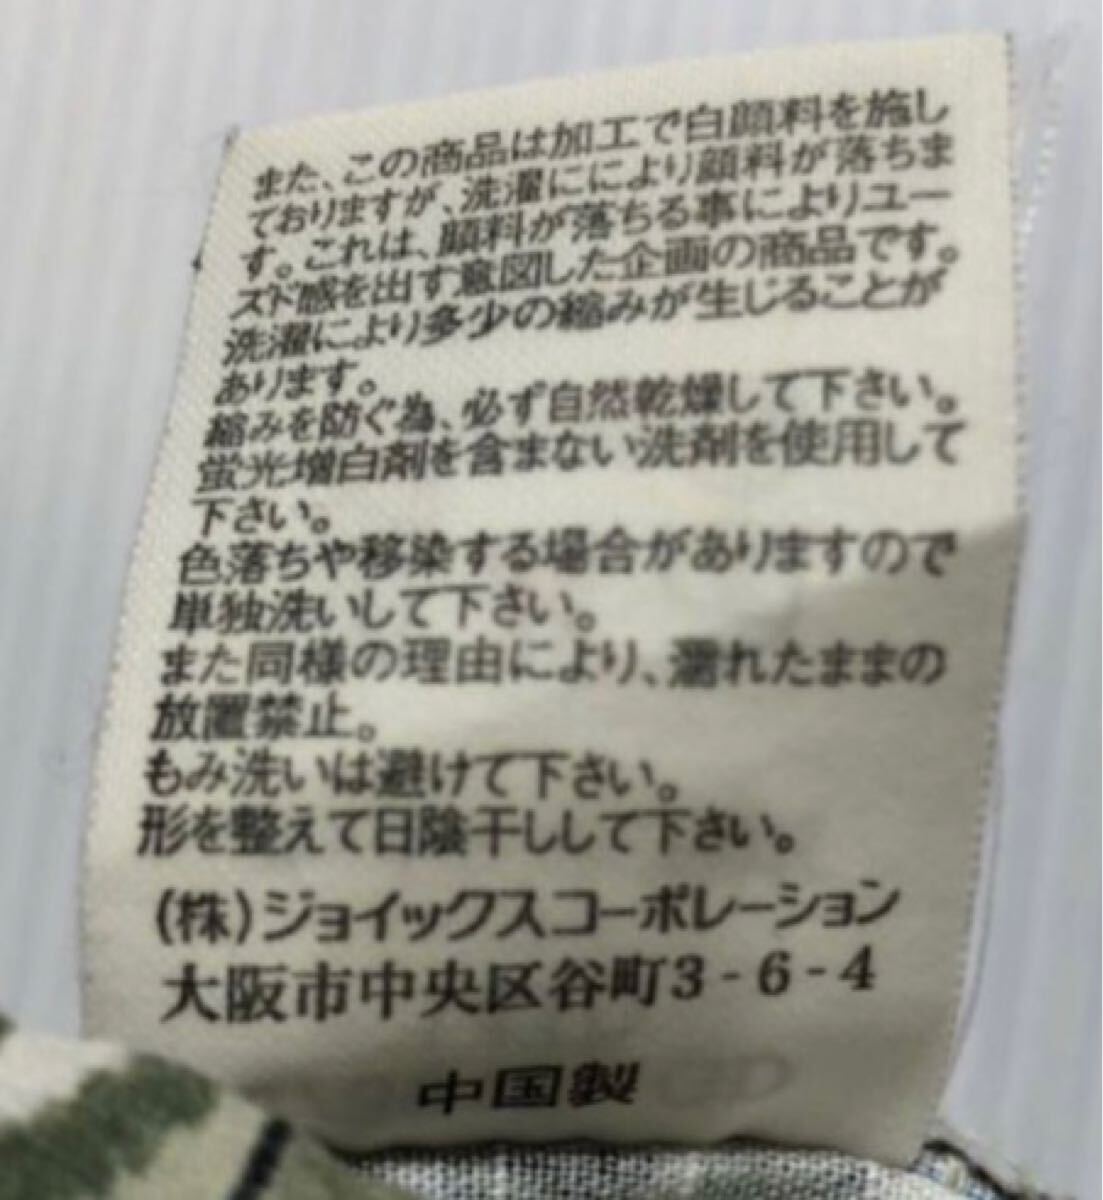 また、この商品は加工で白顔料を施し
ておりますが、洗濯ににより顔料が落ちま
す。これは、顔料が落ちる事によりユー
ズド感を出す意図した企画の商品です。
洗濯により多少の縮みが生じることが
あります。
縮みを防ぐ為、必ず自然乾燥して下さい。
蛍光増白剤を含まない洗剤を使用して
下さい。
色落ちや移染する場合がありますので
単独洗いして下さい。
また同様の理由により、濡れたままの
放置禁止。
もみ洗いは避けて下さい。
形を整えて日陰干しして下さい。
(株)ジョイックスコーポレーション
大阪市中央区谷町3-6-4
中国製